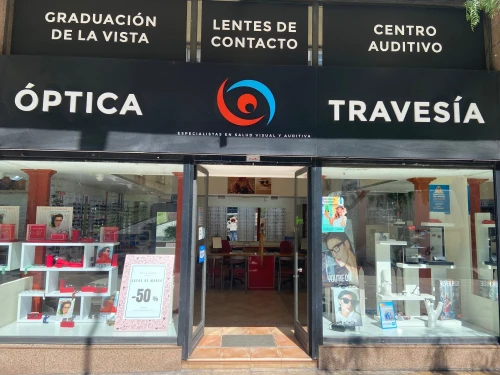 GRADUACIÓN
DE LA VISTA
LENTES DE
CONTACTO
CENTRO
AUDITIVO
ÓPTICA
TRAVESÍA
ESPECIALISTAS EN SALUD VISUAL Y AUDITIVA
-50%